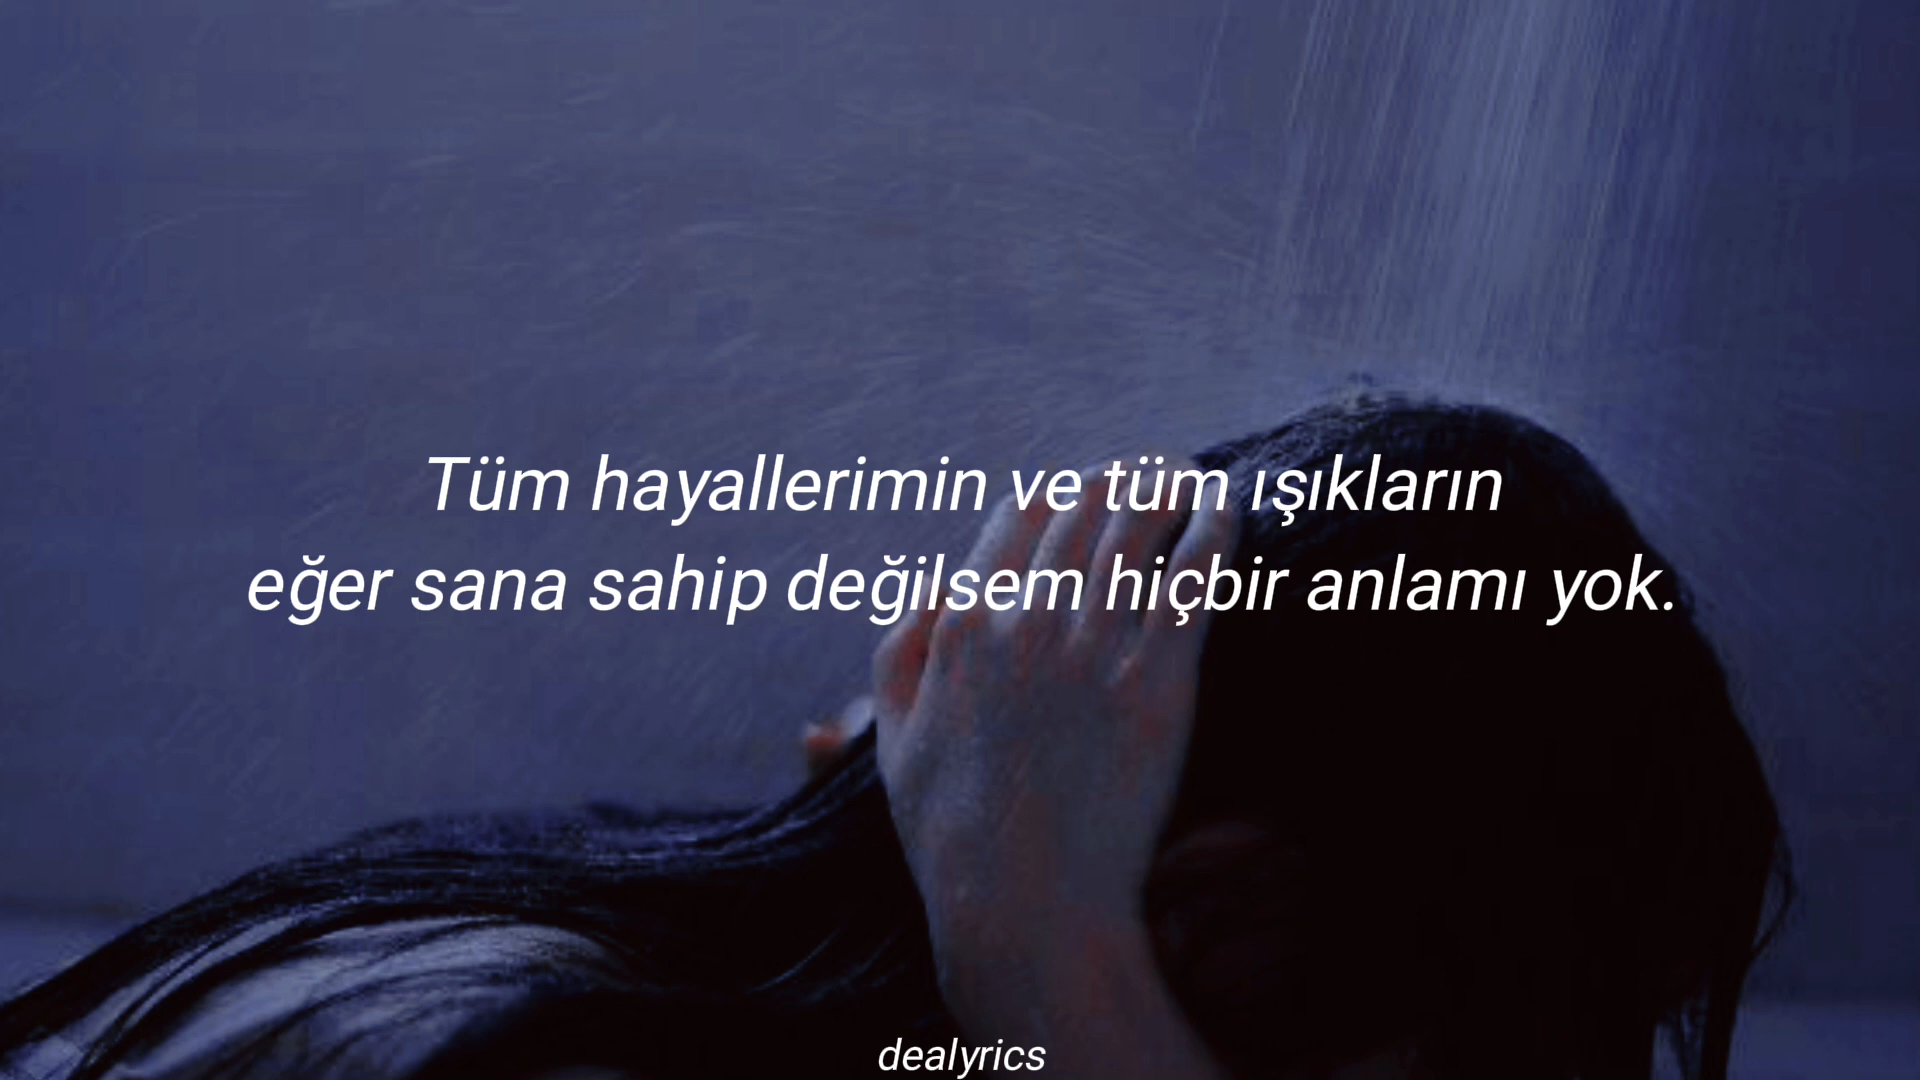 Tüm hayallerimin ve tüm ışıkların
eğer sana sahip değilsem hiçbir anlamı yok.
dealyrics